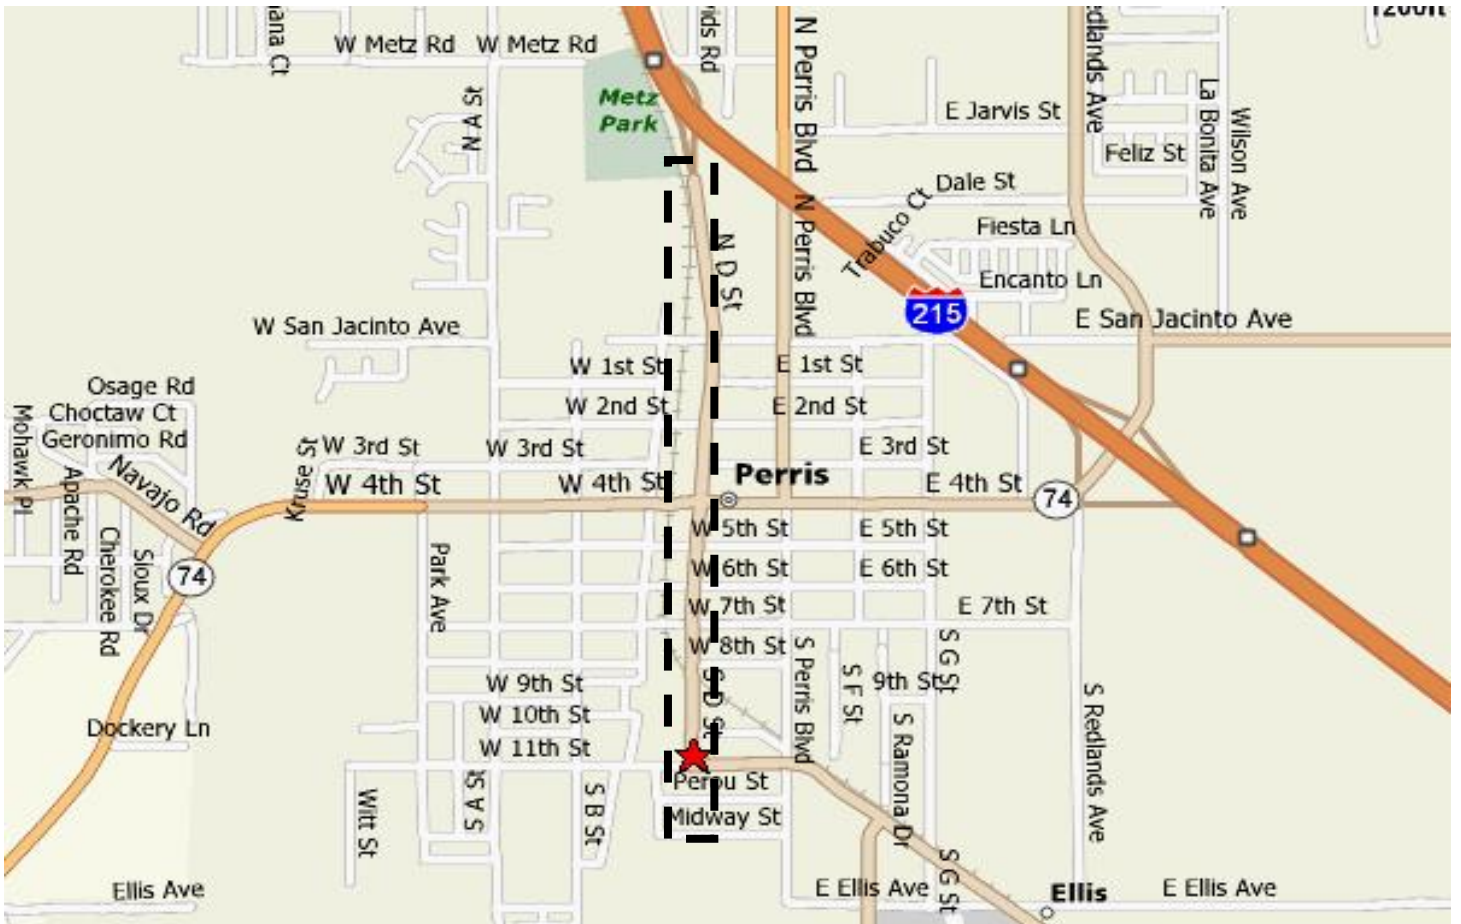 1200ft
W Metz Rd
W Metz Rd
Metz
Park
N A St
N Perris Blvd
N Perris Blvd
E Jarvis St
Feliz St
La Bonita Ave
Wilson Ave
Dale St
Trabuco Ct
Fiesta Ln
Encanto Ln
N D St
215
W San Jacinto Ave
E San Jacinto Ave
W 1st St
E 1st St
W 2nd St
E 2nd St
Osage Rd
Choctaw Ct
Geronimo Rd
Mohawk Pl
Apache Rd
Navajo Rd
Kruse St
W 3rd St
W 3rd St
E 3rd St
W 4th St
W 4th St
Perris
E 4th St
74
W 5th St
E 5th St
W 6th St
E 6th St
W 7th St
E 7th St
W 8th St
74
Cherokee Rd
Sioux Dr
Park Ave
W 9th St
9th St
W 10th St
W 11th St
S D St
S Perris Blvd
S F St
S G St
S Ramona Dr
S Redlands Ave
Dockery Ln
Witt St
S A St
S B St
Midway St
S G St
Ellis Ave
E Ellis Ave
Ellis
E Ellis Ave